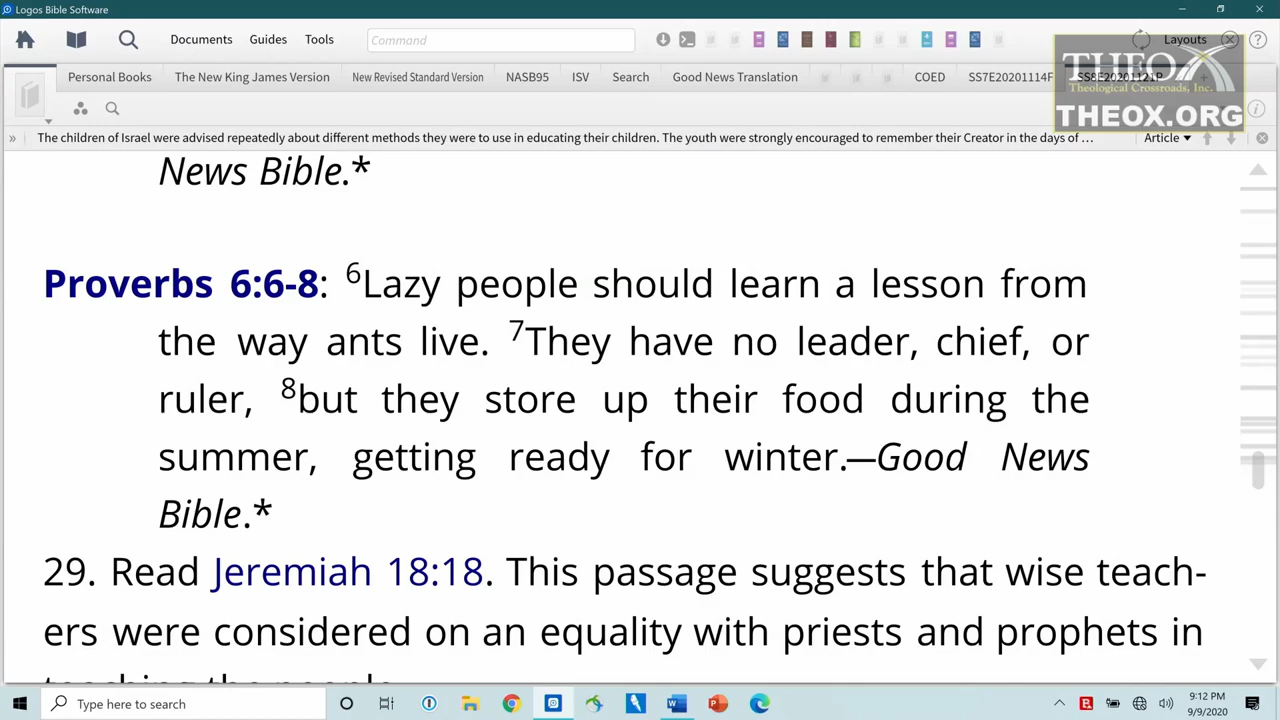 Logos Bible Software
Documents Guides Tools Command Layouts
THEOX
Theological Crossroads, Inc.
THEOX.ORG
Personal Books The New King James Version New Revised Standard Version NASB95 ISV Search Good News Translation COED SS7E20201114F
The children of Israel were advised repeatedly about different methods they were to use in educating their children. The youth were strongly encouraged to remember their Creator in the days of … Article
News Bible.*
Proverbs 6:6-8: 6Lazy people should learn a lesson from
the way ants live. 7They have no leader, chief, or
ruler, 8but they store up their food during the
summer, getting ready for winter.—Good News
Bible.*
29. Read Jeremiah 18:18. This passage suggests that wise teach-
ers were considered on an equality with priests and prophets in
teaching the people.
Type here to search
9:12 PM
9/9/2020